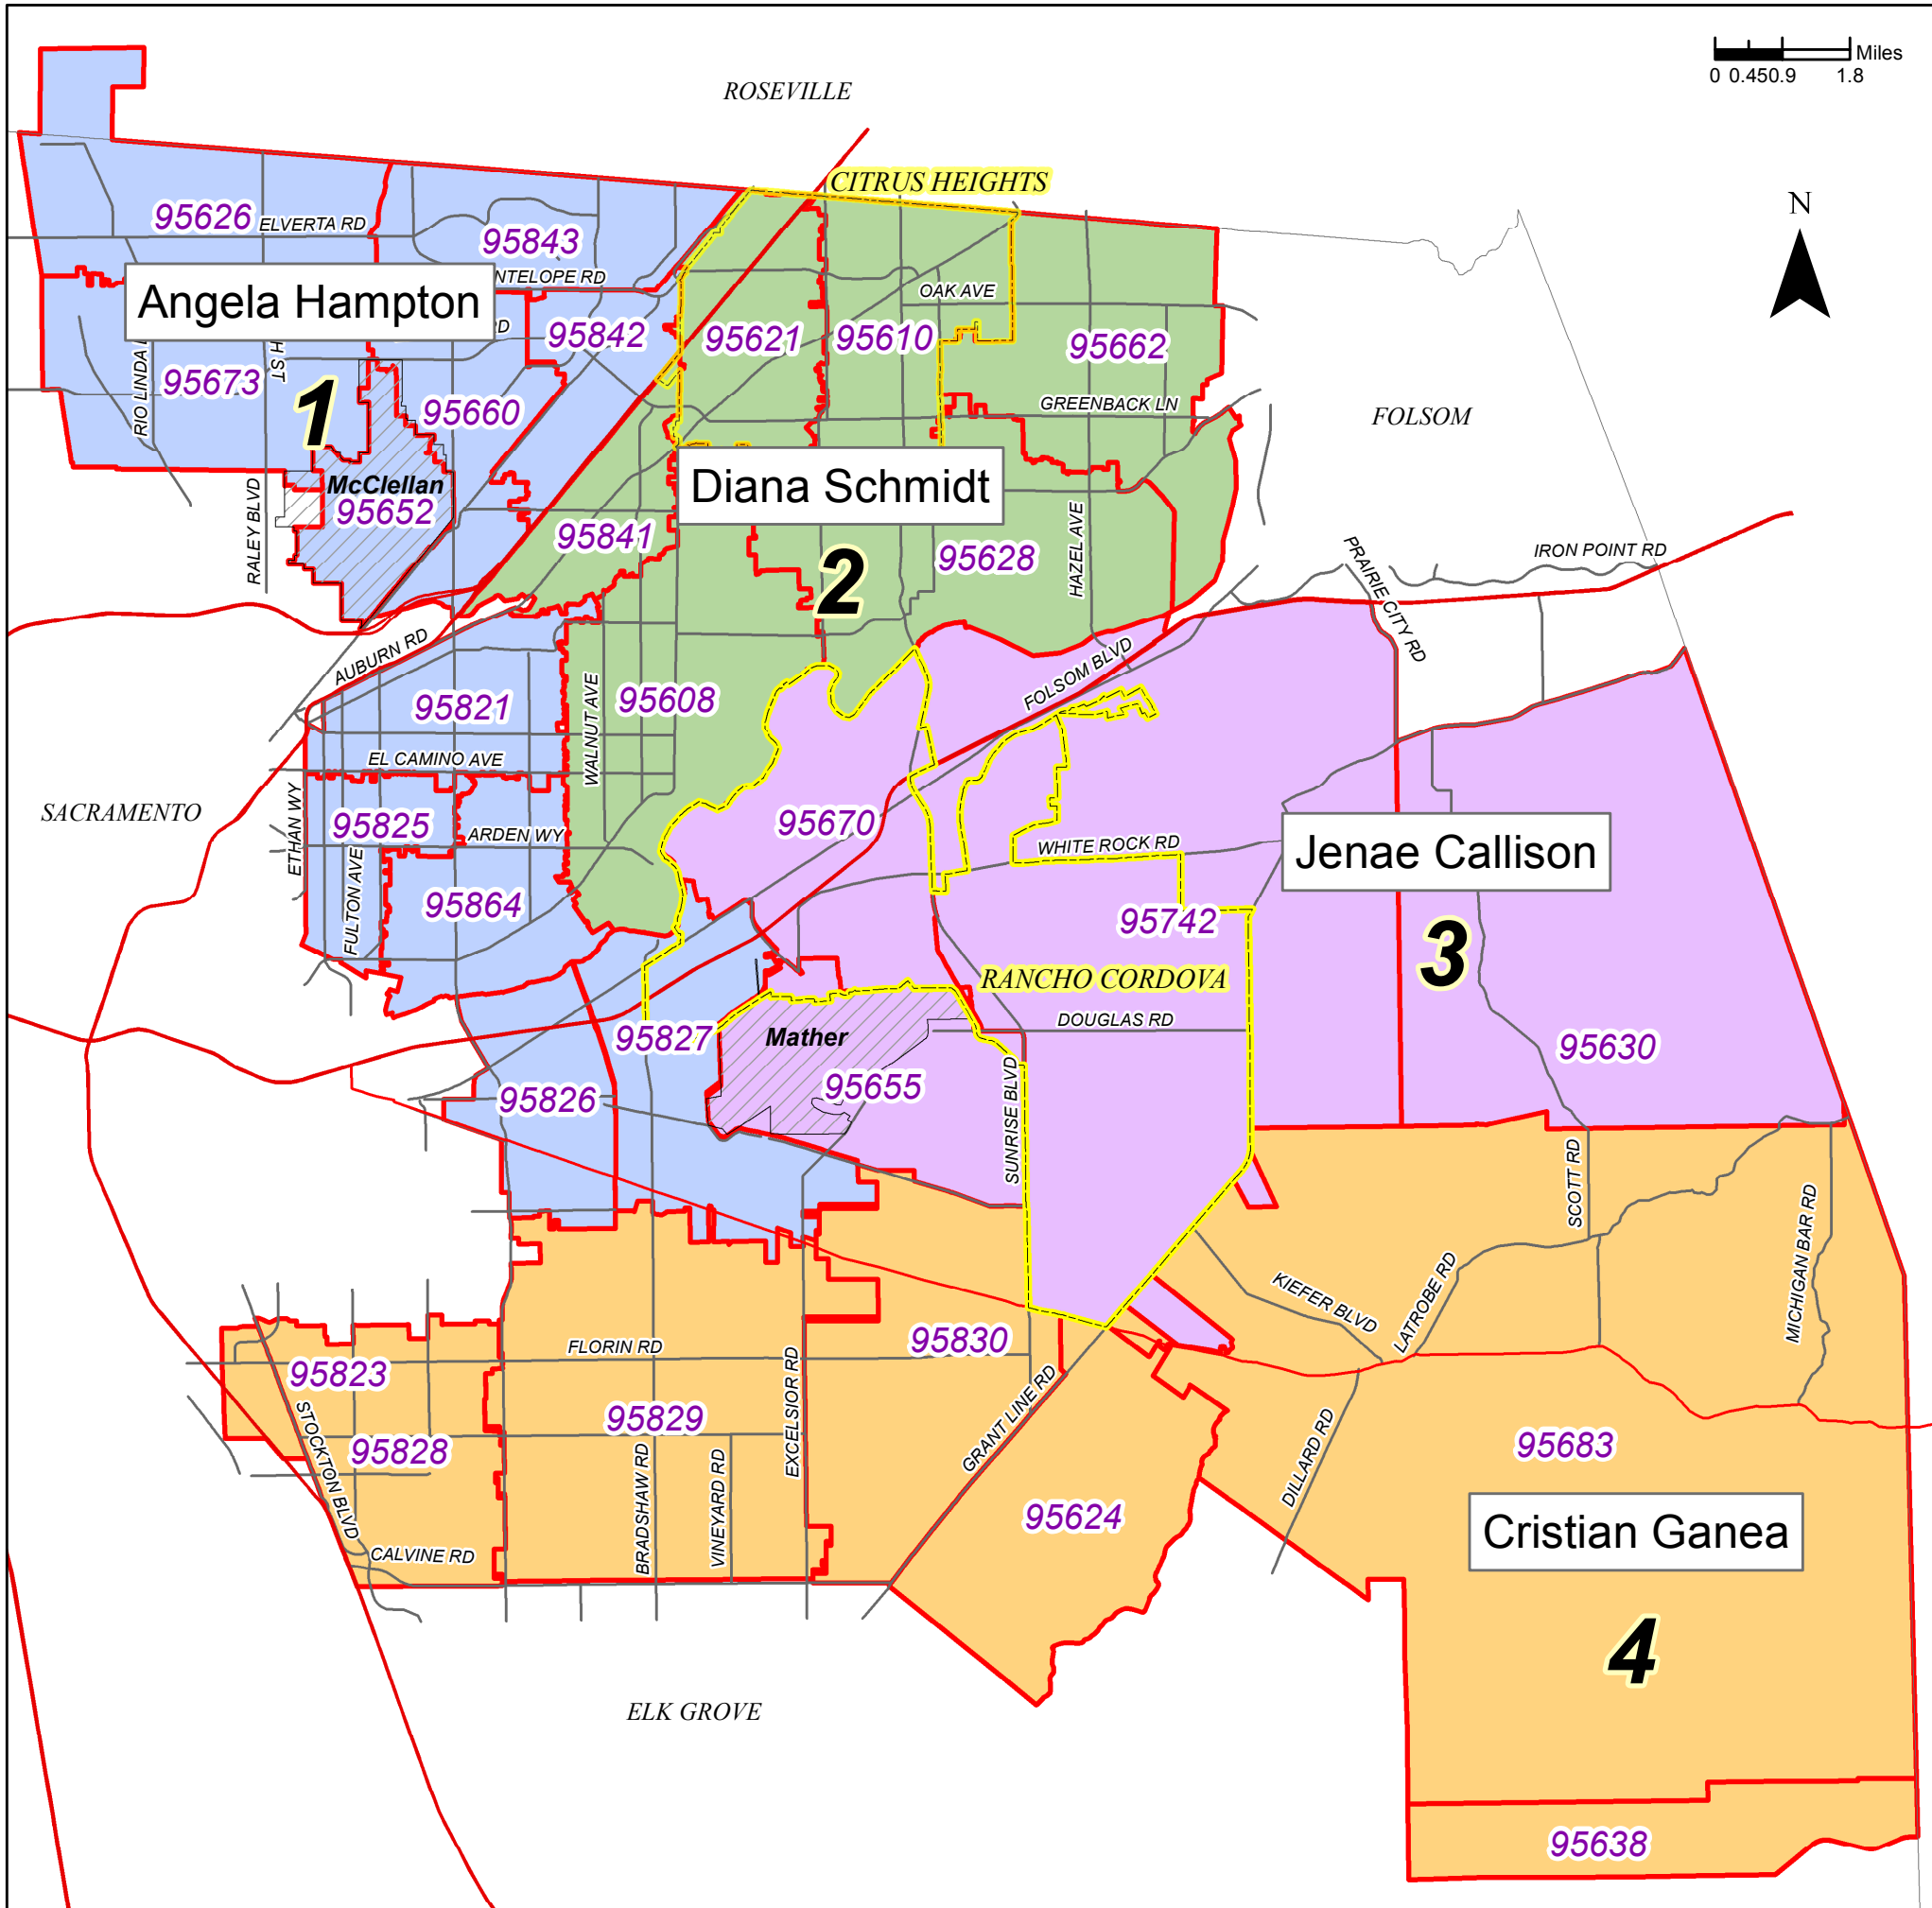 Miles
0 0.45 0.9 1.8
ROSEVILLE
CITRUS HEIGHTS
N
95626
ELVERTA RD
95843
NTELOPE RD
OAK AVE
Angela Hampton
RD
95842
95621
95610
95662
RIO LINDA
H ST
95673
1
95660
GREENBACK LN
FOLSOM
McClellan
95652
Diana Schmidt
RALEY BLVD
95841
2
95628
HAZEL AVE
PRAIRIE CITY RD
IRON POINT RD
AUBURN RD
95821
WALNUT AVE
95608
FOLSOM BLVD
EL CAMINO AVE
SACRAMENTO
ETHAN WY
95825
ARDEN WY
95670
WHITE ROCK RD
Jenae Callison
FULTON AVE
95864
95742
3
RANCHO CORDOVA
95827
Mather
DOUGLAS RD
95630
95826
95655
SUNRISE BLVD
SCOTT RD
MICHIGAN BAR RD
KIEFER BLVD
LATROBE RD
95823
FLORIN RD
95830
EXCELSIOR RD
GRANT LINE RD
STOCKTON BLVD
95828
95829
DILLARD RD
95683
BRADSHAW RD
VINEYARD RD
95624
CALVINE RD
Cristian Ganea
4
ELK GROVE
95638